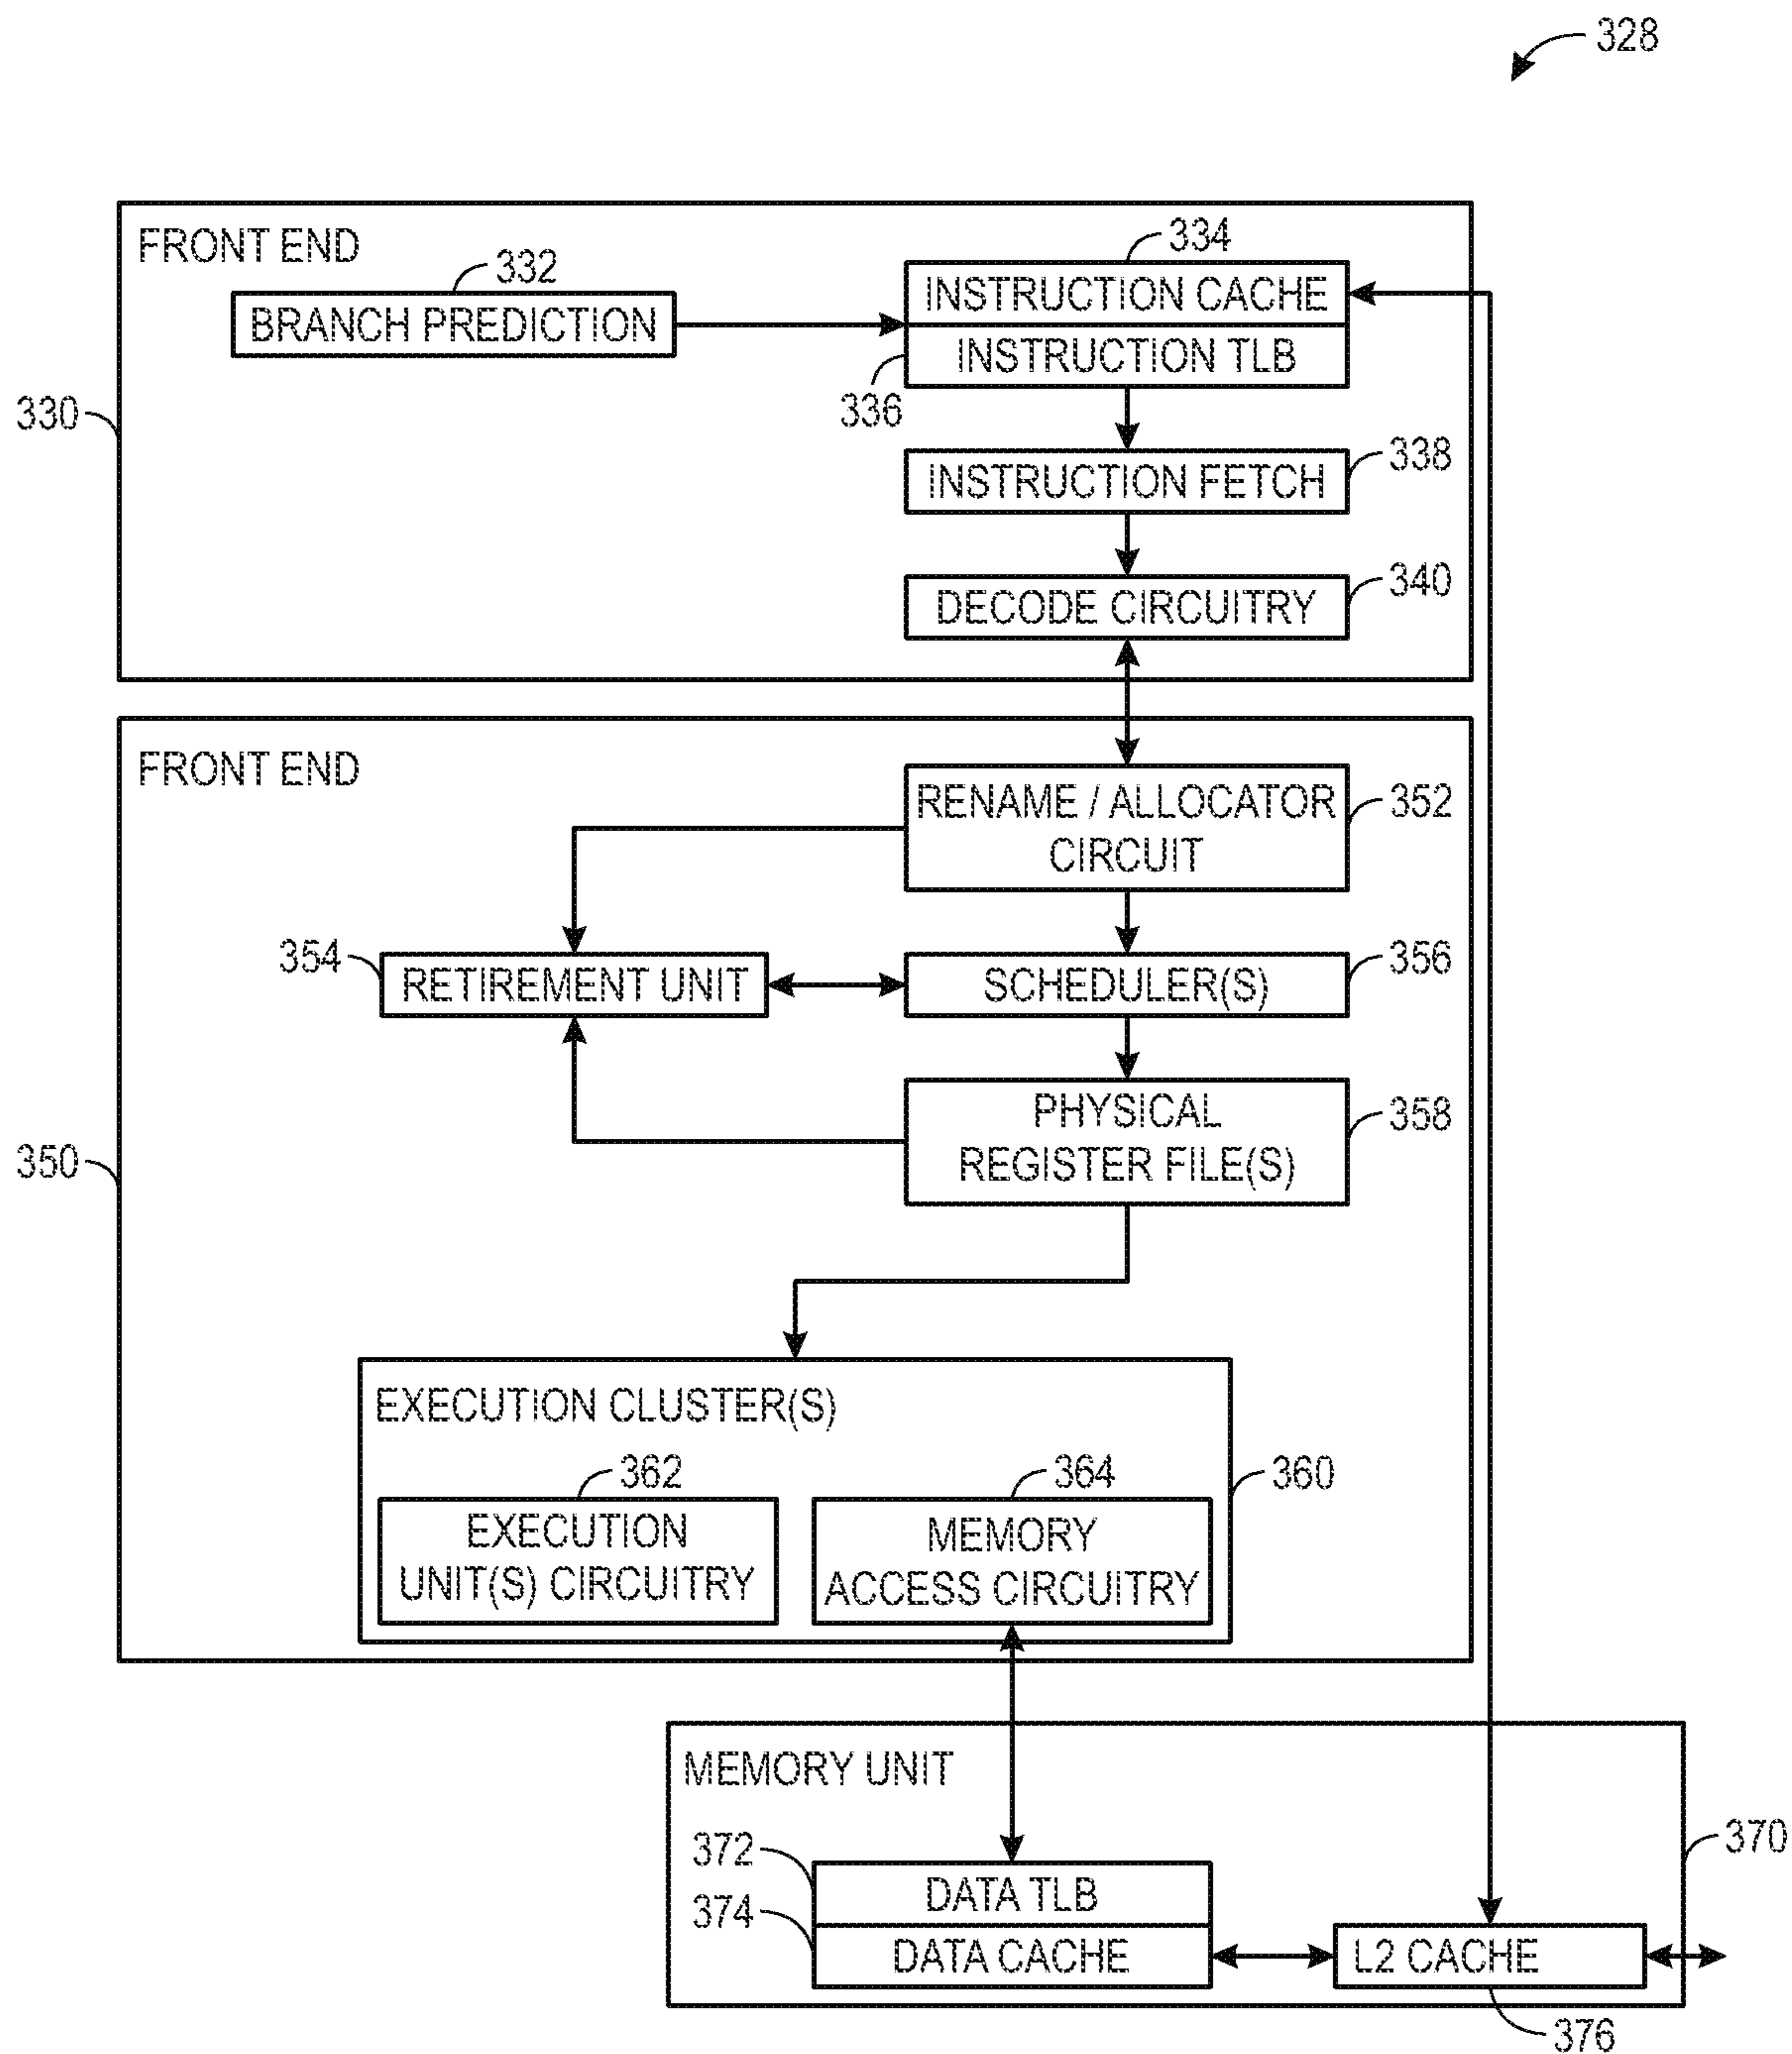 328
FRONT END
332
334
BRANCH PREDICTION
INSTRUCTION CACHE
INSTRUCTION TLB
336
330
INSTRUCTION FETCH
338
DECODE CIRCUITRY
340
FRONT END
RENAME / ALLOCATOR
CIRCUIT
352
354
RETIREMENT UNIT
SCHEDULER(S)
356
PHYSICAL
REGISTER FILE(S)
358
350
EXECUTION CLUSTER(S)
362
364
360
EXECUTION
UNIT(S) CIRCUITRY
MEMORY
ACCESS CIRCUITRY
MEMORY UNIT
370
372
DATA TLB
374
DATA CACHE
L2 CACHE
376